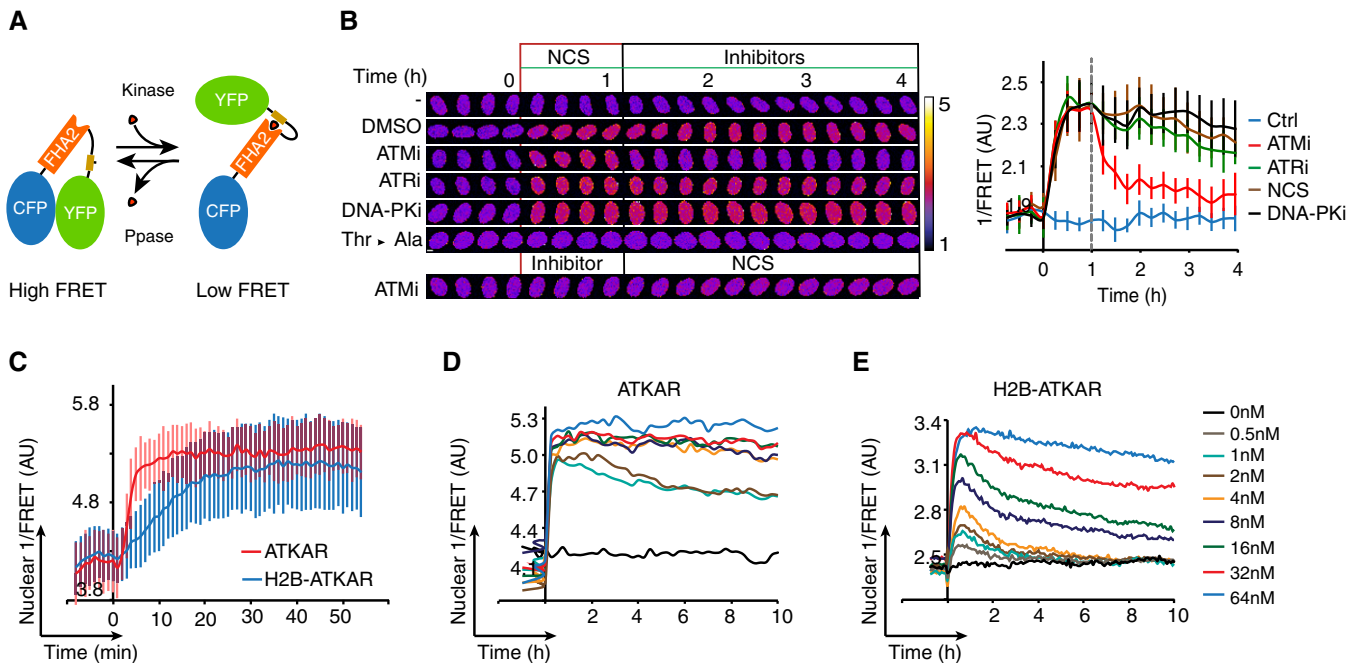 A
YFP
Kinase
FHA2
FHA2
CFP
YFP
CFP
Ppase
High FRET
Low FRET
B
NCS
Inhibitors
Time (h)
0
1
2
3
4
-
DMSO
ATMi
ATRi
DNA-PKi
Thr ▸ Ala
Inhibitor
NCS
ATMi
5
1
2.5
2.3
2.1
1.9
1/FRET (AU)
0
1
2
3
4
Time (h)
Ctrl
ATMi
ATRi
NCS
DNA-PKi
C
5.8
4.8
3.8
Nuclear 1/FRET (AU)
ATKAR
H2B-ATKAR
0
10
20
30
40
50
Time (min)
D
ATKAR
5.3
5.0
4.7
4.4
4.1
Nuclear 1/FRET (AU)
2
4
6
8
10
Time (h)
E
H2B-ATKAR
3.4
3.1
2.8
2.5
Nuclear 1/FRET (AU)
2
4
6
8
10
Time (h)
0nM
0.5nM
1nM
2nM
4nM
8nM
16nM
32nM
64nM